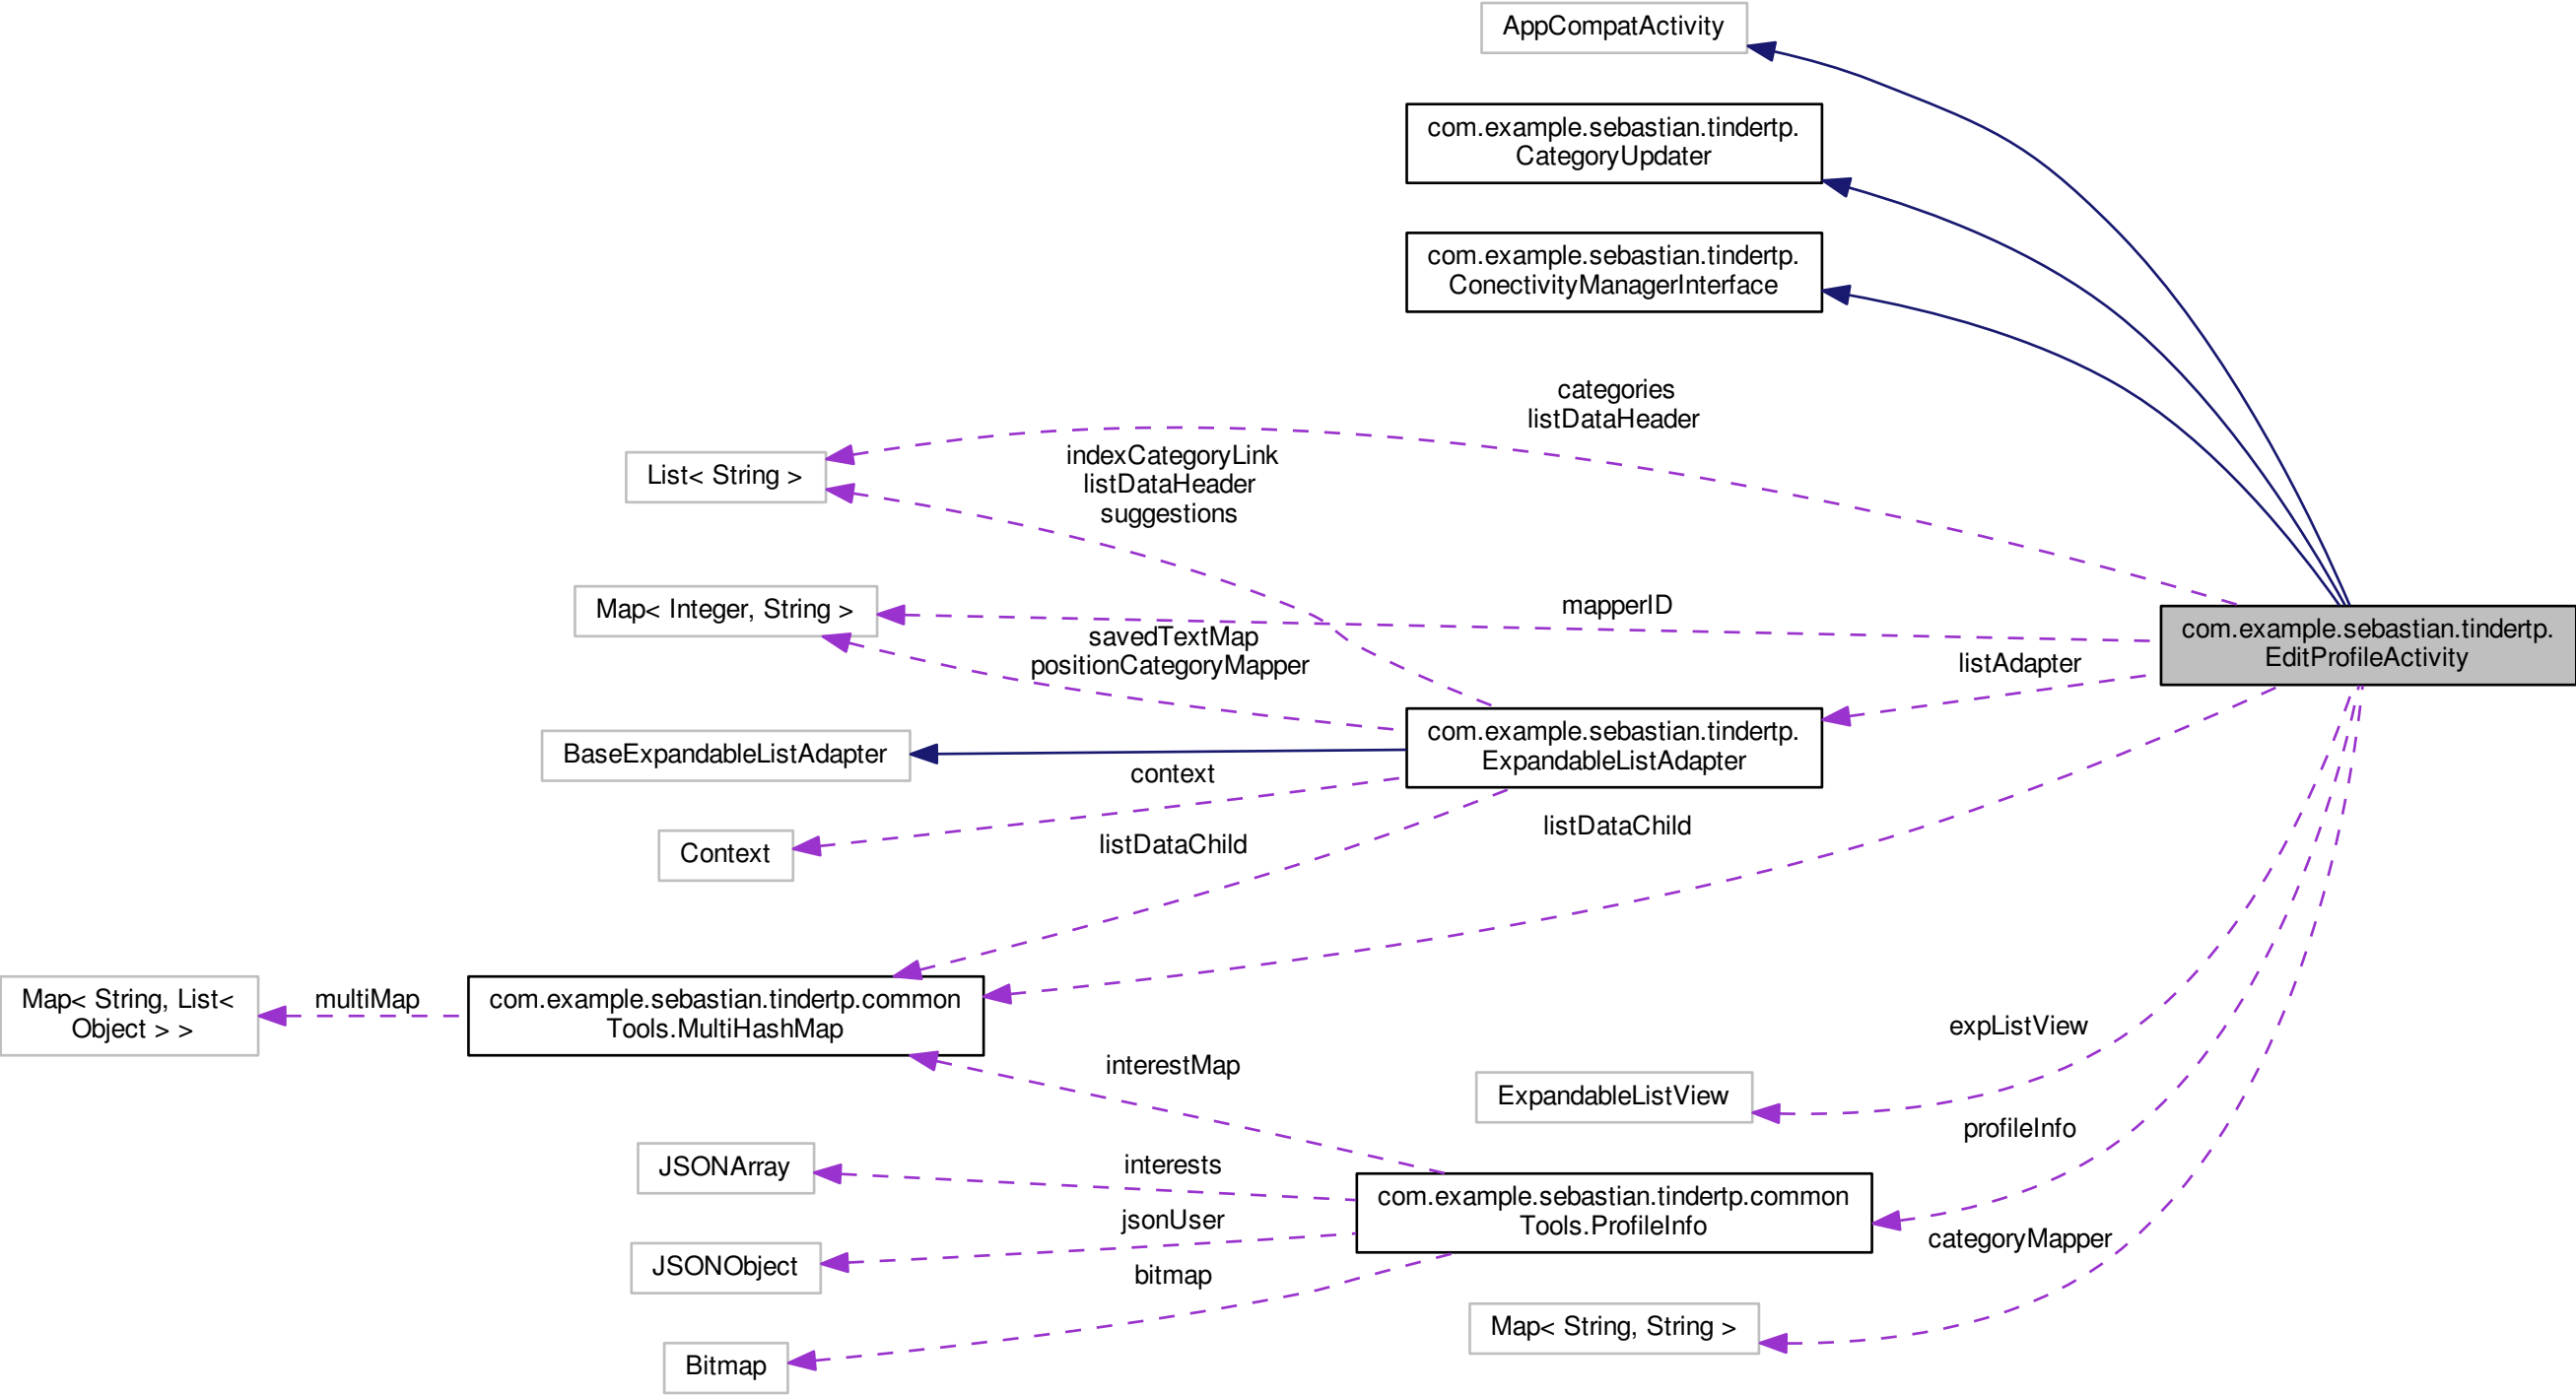 AppCompatActivity
com.example.sebastian.tindertp.
CategoryUpdater
com.example.sebastian.tindertp.
ConectivityManagerInterface
categories
listDataHeader
indexCategoryLink
listDataHeader
suggestions
List< String >
Map< Integer, String >
mapperID
savedTextMap
positionCategoryMapper
com.example.sebastian.tindertp.
EditProfileActivity
listAdapter
BaseExpandableListAdapter
com.example.sebastian.tindertp.
ExpandableListAdapter
context
Context
listDataChild
listDataChild
Map< String, List<
Object > >
multiMap
com.example.sebastian.tindertp.common
Tools.MultiHashMap
expListView
interestMap
ExpandableListView
profileInfo
JSONArray
interests
com.example.sebastian.tindertp.common
Tools.ProfileInfo
jsonUser
categoryMapper
JSONObject
bitmap
Map< String, String >
Bitmap